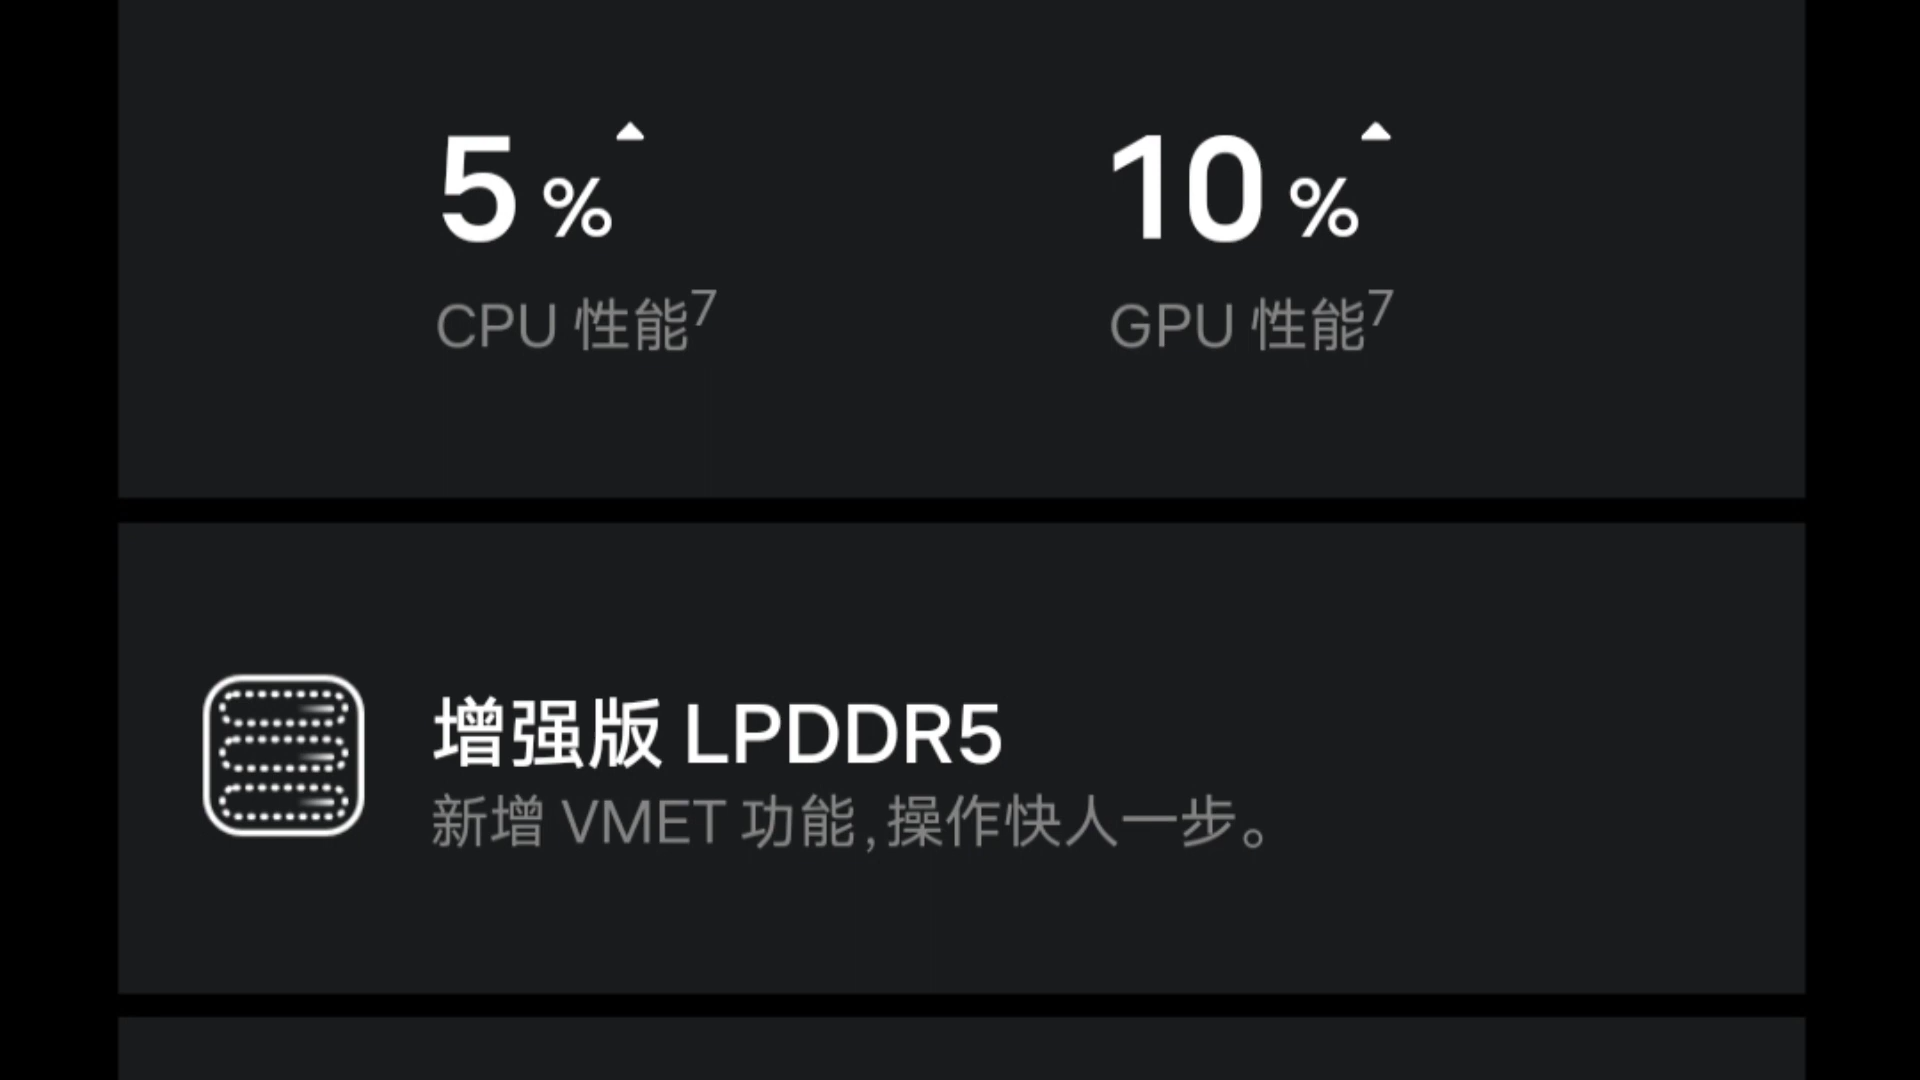 5% 10%
CPU 性能7 GPU 性能7
增强版 LPDDR5
新增 VMET 功能,操作快人一步。